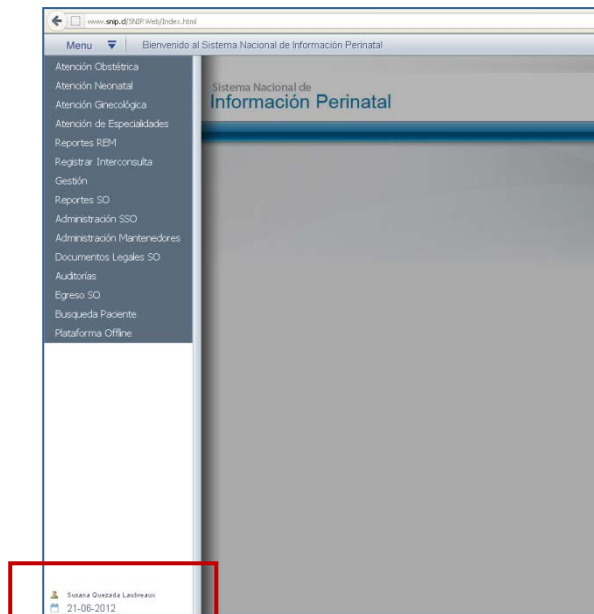 www.snip.cl/SNIP.Web/Index.html
Menu Bienvenido al Sistema Nacional de Información Perinatal
Atención Obstétrica
Atención Neonatal
Atención Ginecológica
Atención de Especialidades
Reportes REM
Registrar Interconsulta
Gestión
Reportes SO
Administración SSO
Administración Mantenedores
Documentos Legales SO
Auditorías
Egreso SO
Busqueda Paciente
Plataforma Offline
Sistema Nacional de
Información Perinatal
Susana Quezada Laubreaux
21-06-2012